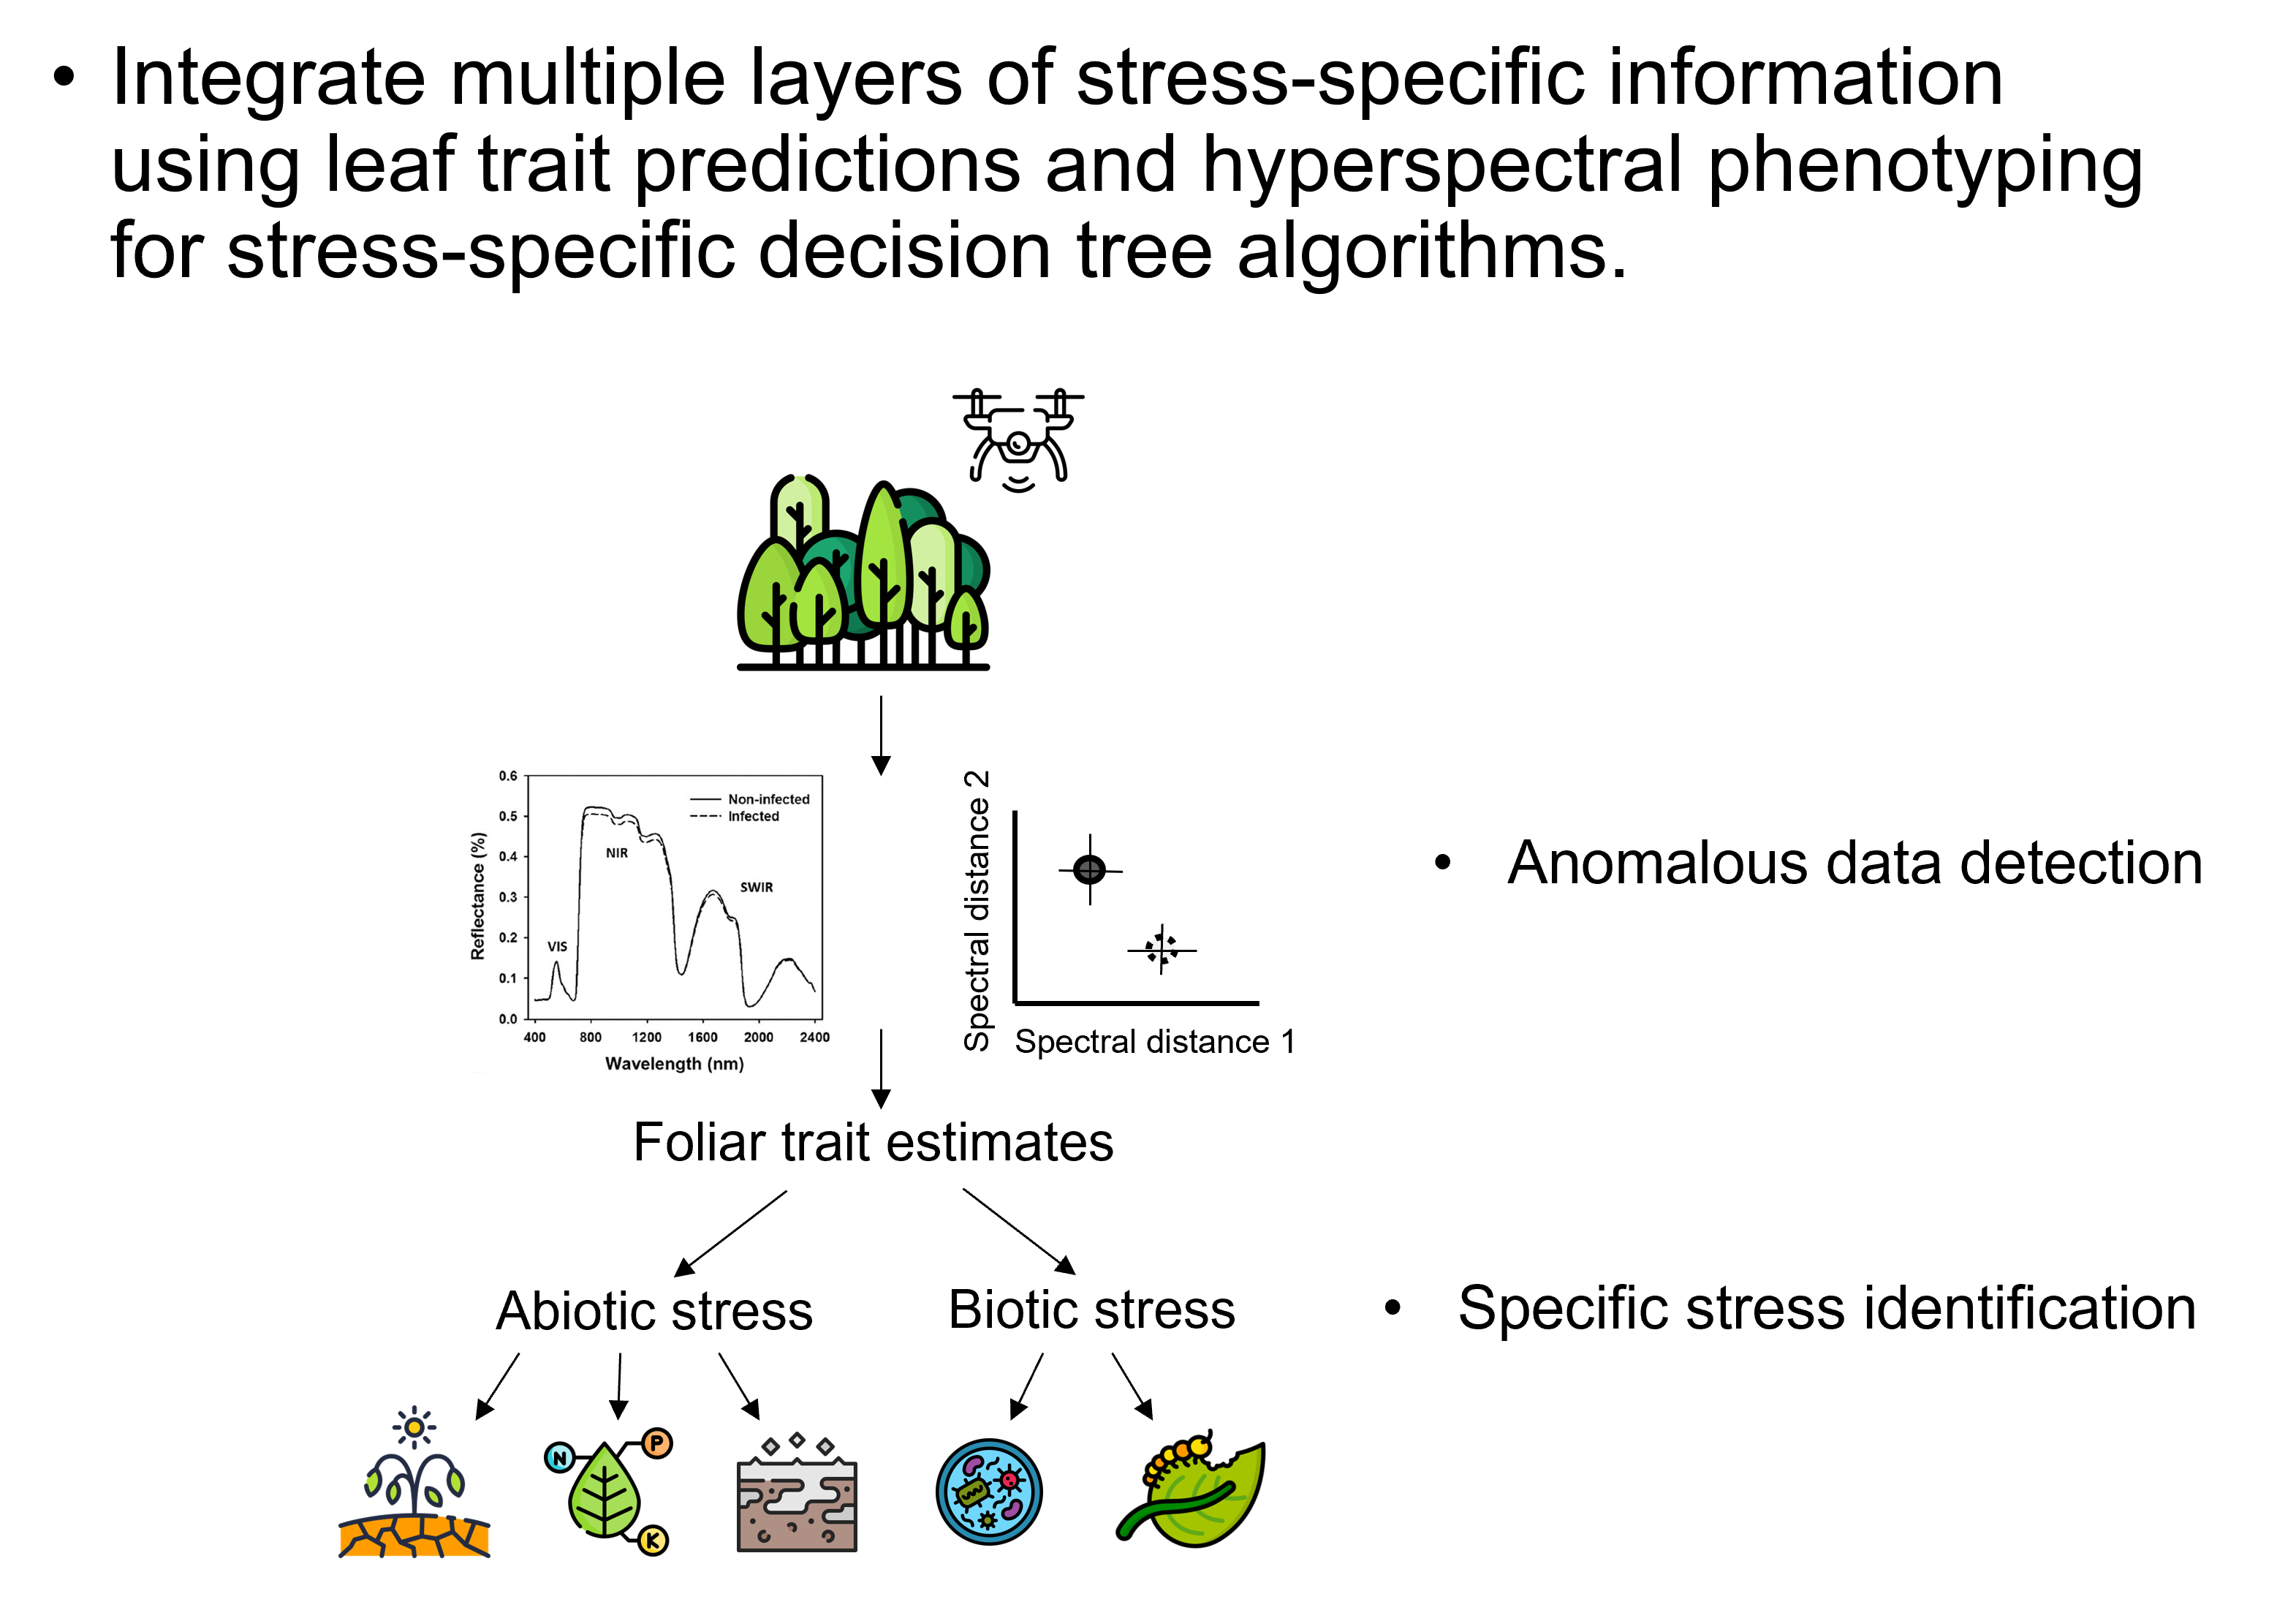 • Integrate multiple layers of stress-specific information
using leaf trait predictions and hyperspectral phenotyping
for stress-specific decision tree algorithms.
0.6
0.5
0.4
0.3
0.2
0.1
0.0
Reflectance (%)
Non-infected
Infected
NIR
SWIR
VIS
400 800 1200 1600 2000 2400
Wavelength (nm)
Spectral distance 2
Spectral distance 1
• Anomalous data detection
Foliar trait estimates
Abiotic stress
Biotic stress
• Specific stress identification
N
P
K